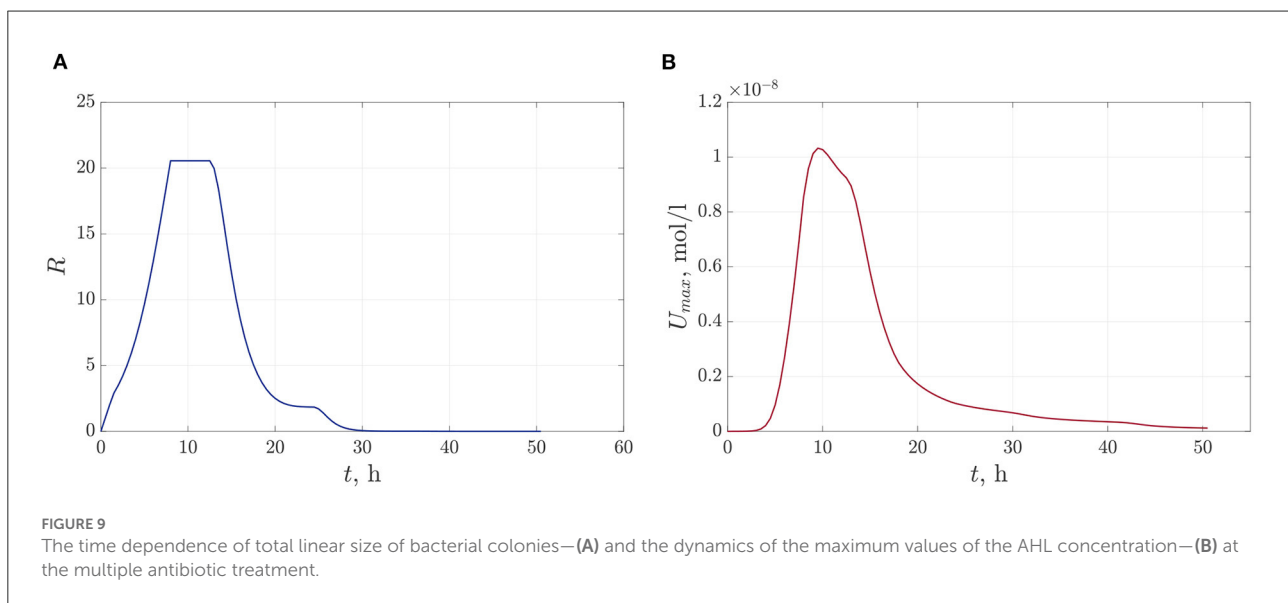 A
25
20
15
10
5
0
R
0 10 20 30 40 50 60
t, h
B
×10⁻⁸
1.2
1
0.8
0.6
0.4
0.2
0
U_max, mol/l
0 10 20 30 40 50
t, h
FIGURE 9
The time dependence of total linear size of bacterial colonies—(A) and the dynamics of the maximum values of the AHL concentration—(B) at
the multiple antibiotic treatment.